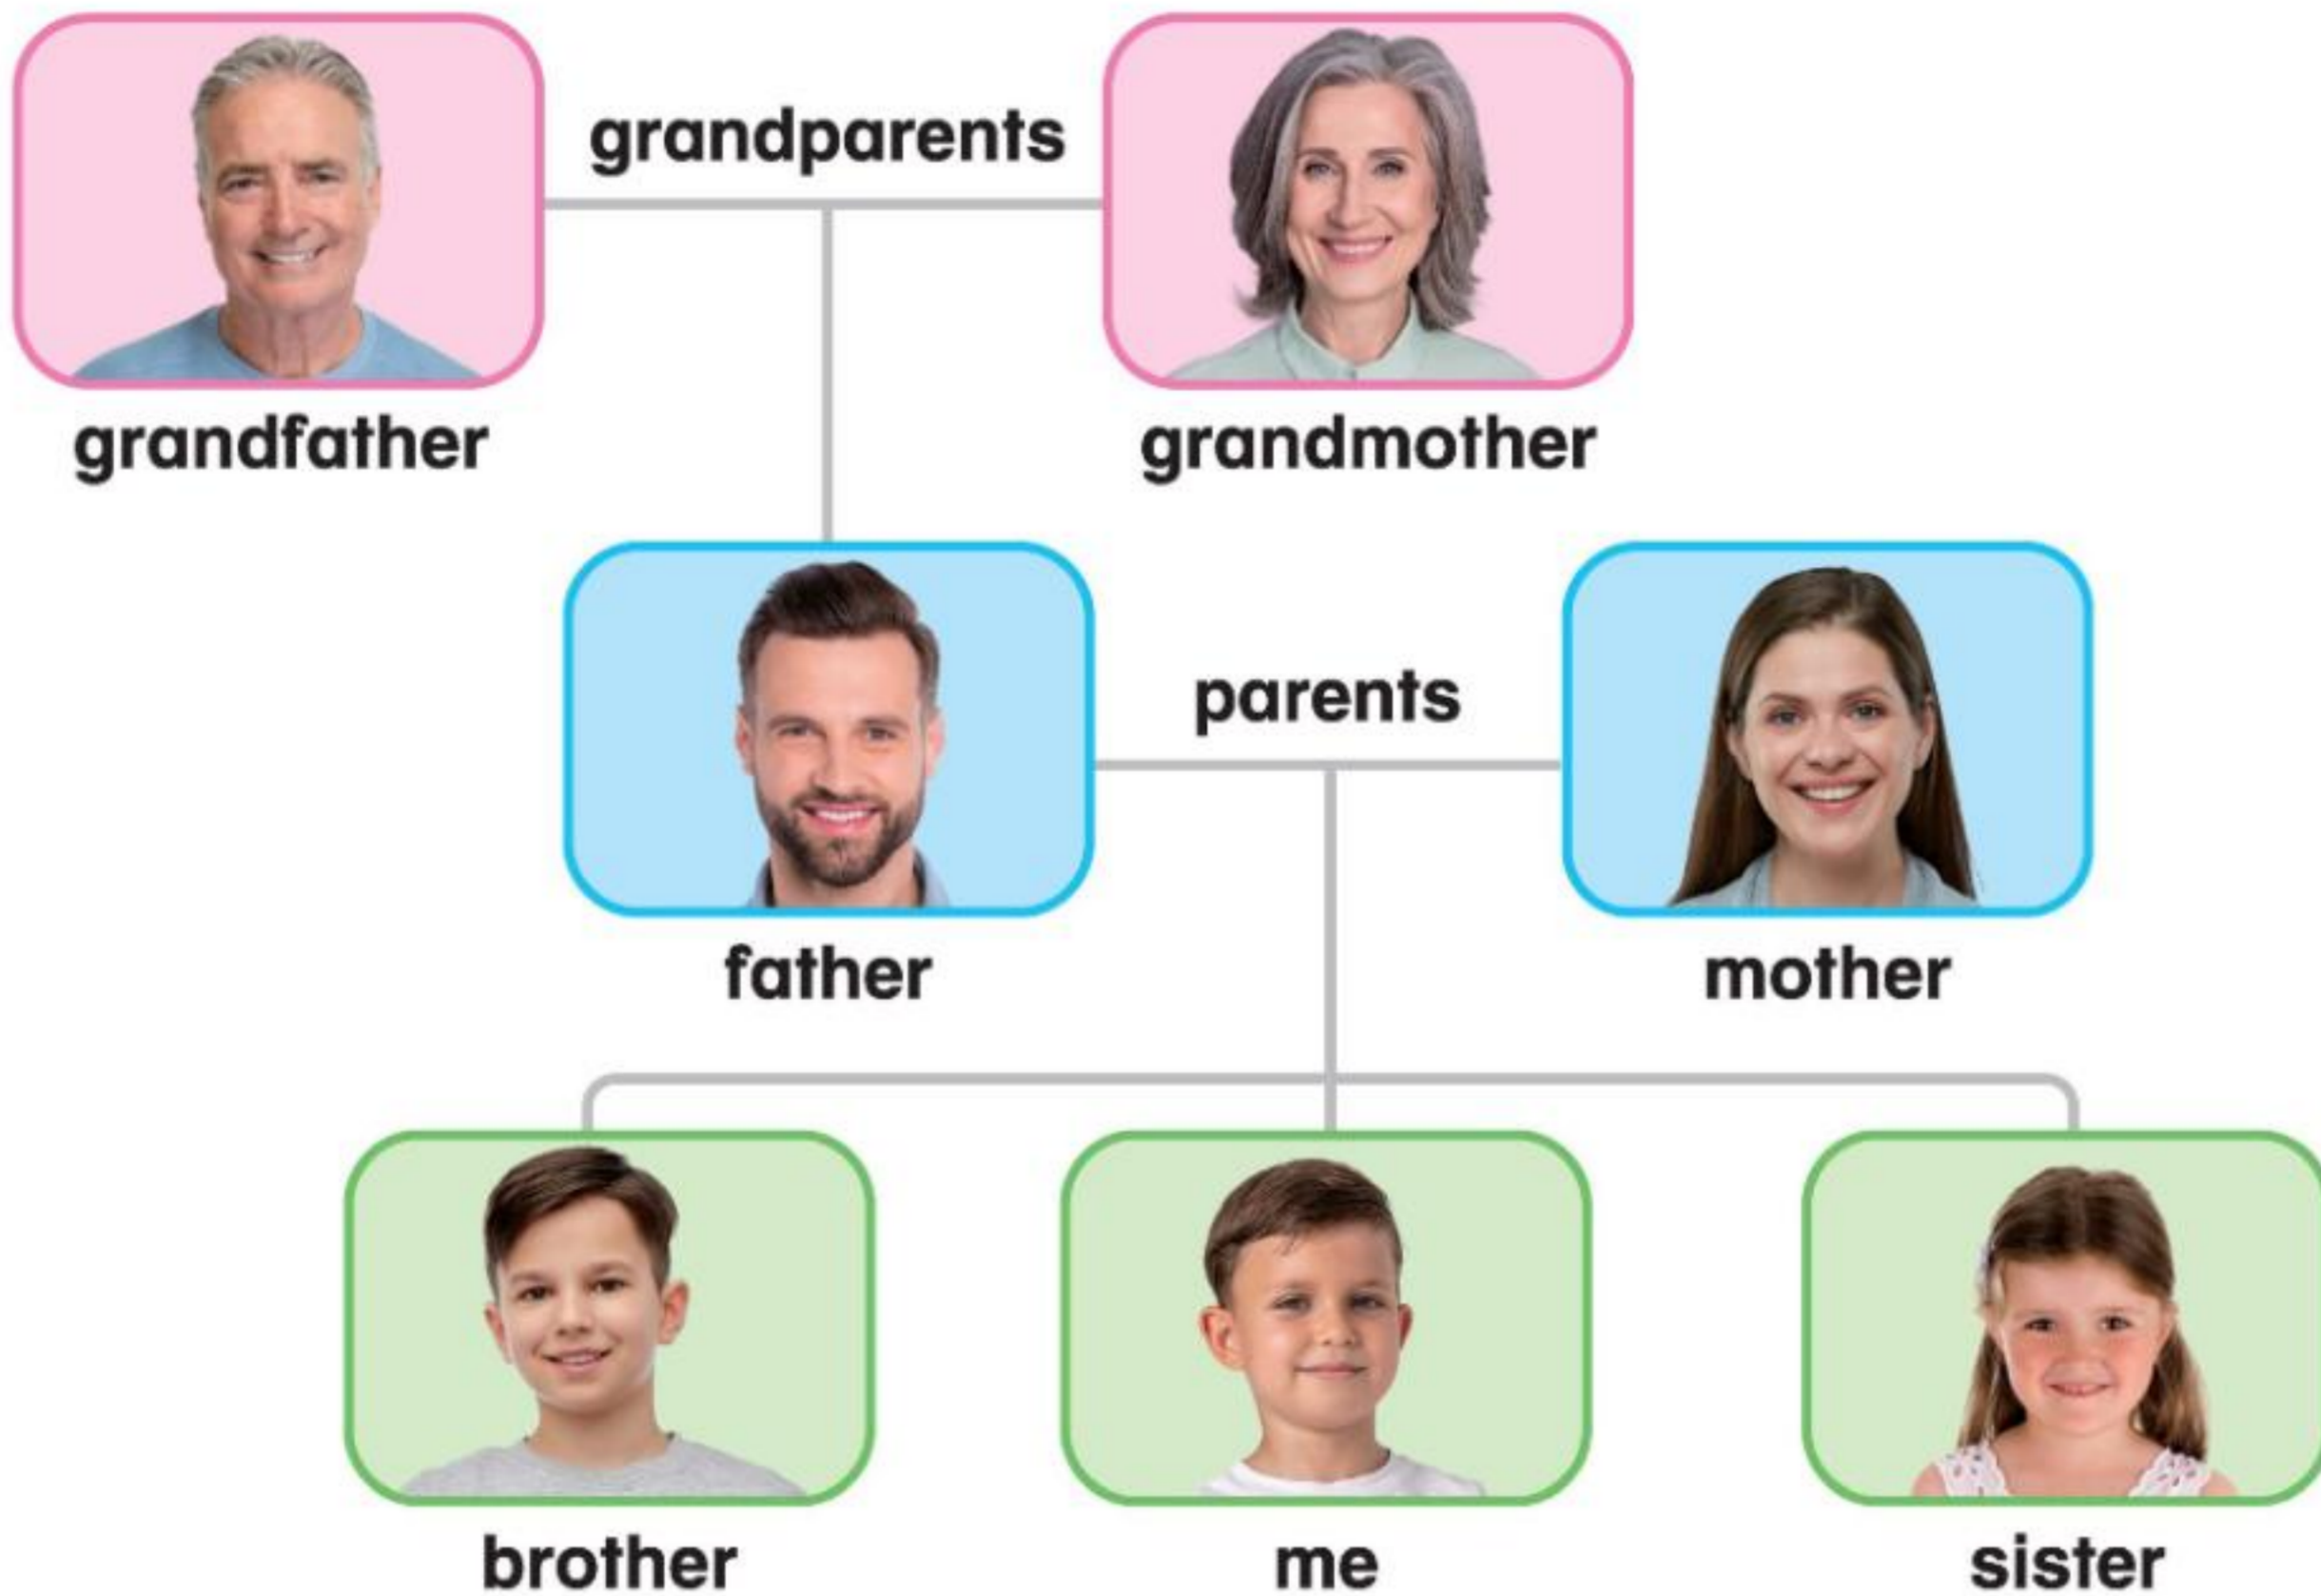 grandparents
grandfather
grandmother
parents
father
mother
brother
me
sister